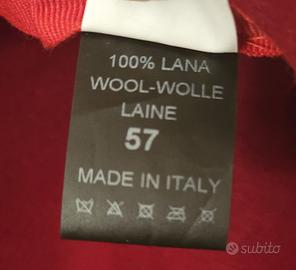 100% LANA
WOOL-WOLLE
LAINE
57
MADE IN ITALY
subito